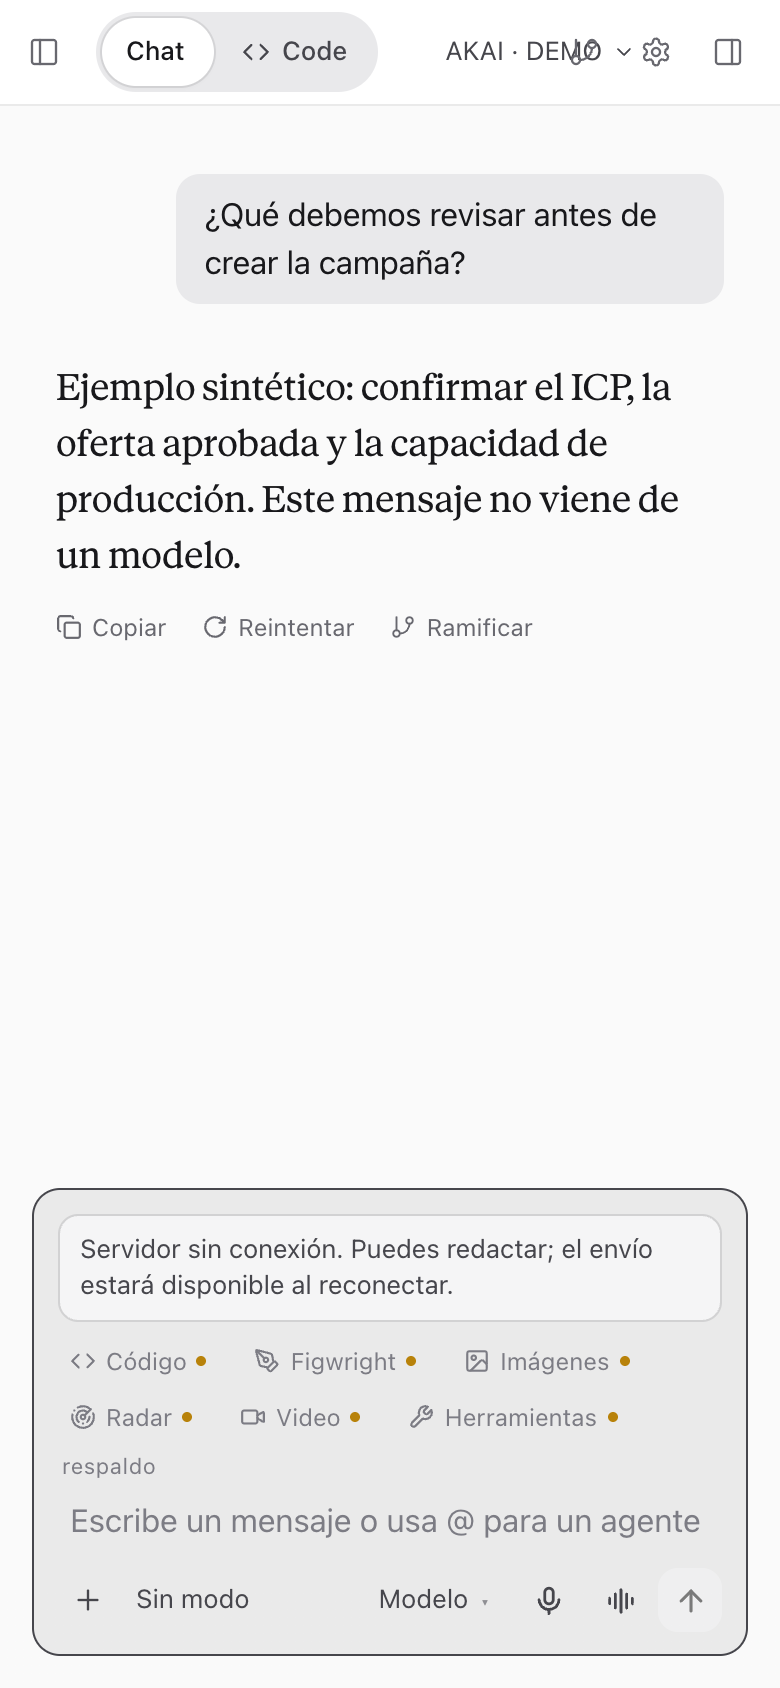 Chat
Code
AKAI · DEMO
¿Qué debemos revisar antes de
crear la campaña?
Ejemplo sintético: confirmar el ICP, la
oferta aprobada y la capacidad de
producción. Este mensaje no viene de
un modelo.
Copiar
Reintentar
Ramificar
Servidor sin conexión. Puedes redactar; el envío
estará disponible al reconectar.
Código
Figwright
Imágenes
Radar
Video
Herramientas
respaldo
Escribe un mensaje o usa @ para un agente
Sin modo
Modelo